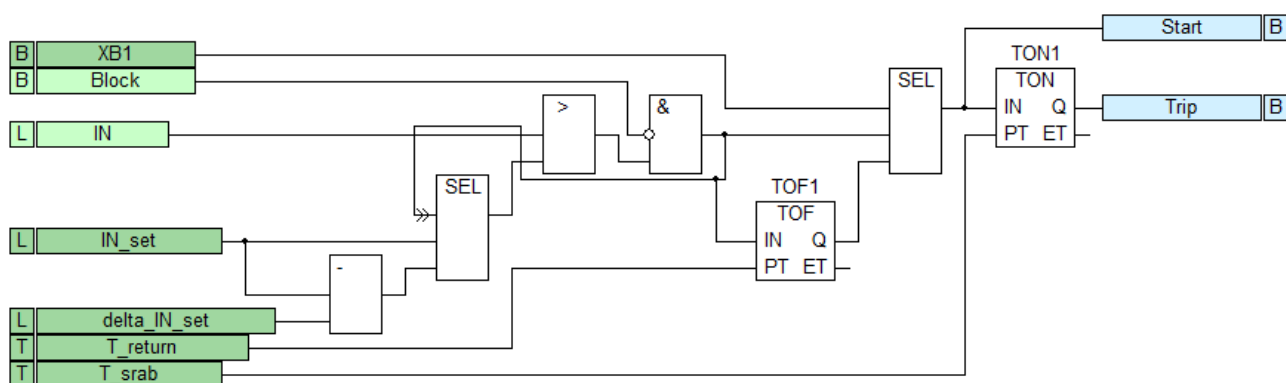 Start B
B XB1
TON1
B Block
SEL
TON
> &
IN Q
Trip B
L IN
PT ET
SEL
TOF1
TOF
L IN_set
IN Q
-
PT ET
L delta_IN_set
T T_return
T T_srab